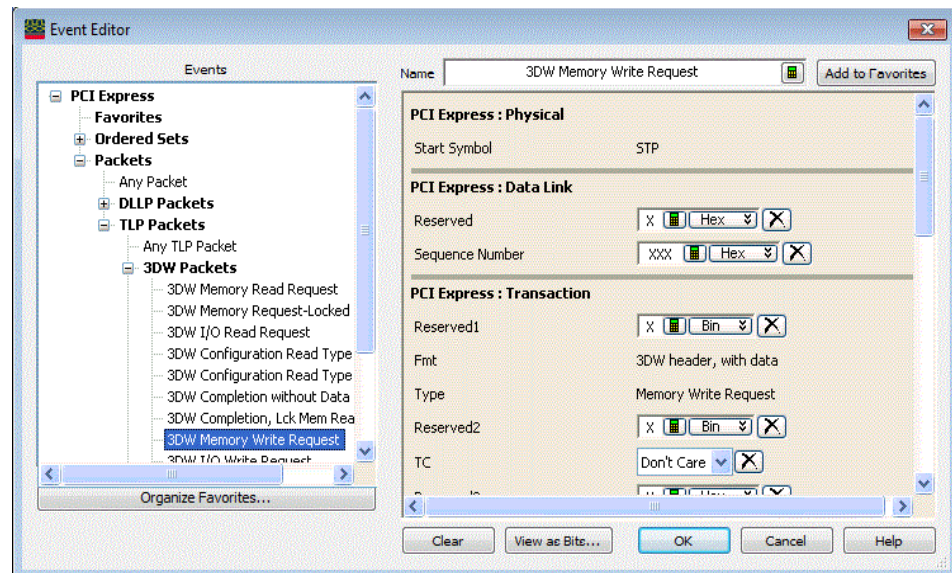 Event Editor
Events
PCI Express
Favorites
Ordered Sets
Packets
Any Packet
DLLP Packets
TLP Packets
Any TLP Packet
3DW Packets
3DW Memory Read Request
3DW Memory Request-Locked
3DW I/O Read Request
3DW Configuration Read Type
3DW Configuration Read Type
3DW Completion without Data
3DW Completion, Lck Mem Rea
3DW Memory Write Request
3DW I/O Write Request
Organize Favorites...
Name 3DW Memory Write Request Add to Favorites
PCI Express : Physical
Start Symbol STP
PCI Express : Data Link
Reserved X Hex
Sequence Number XXX Hex
PCI Express : Transaction
Reserved1 X Bin
Fmt 3DW header, with data
Type Memory Write Request
Reserved2 X Bin
TC Don't Care
Clear View as Bits... OK Cancel Help